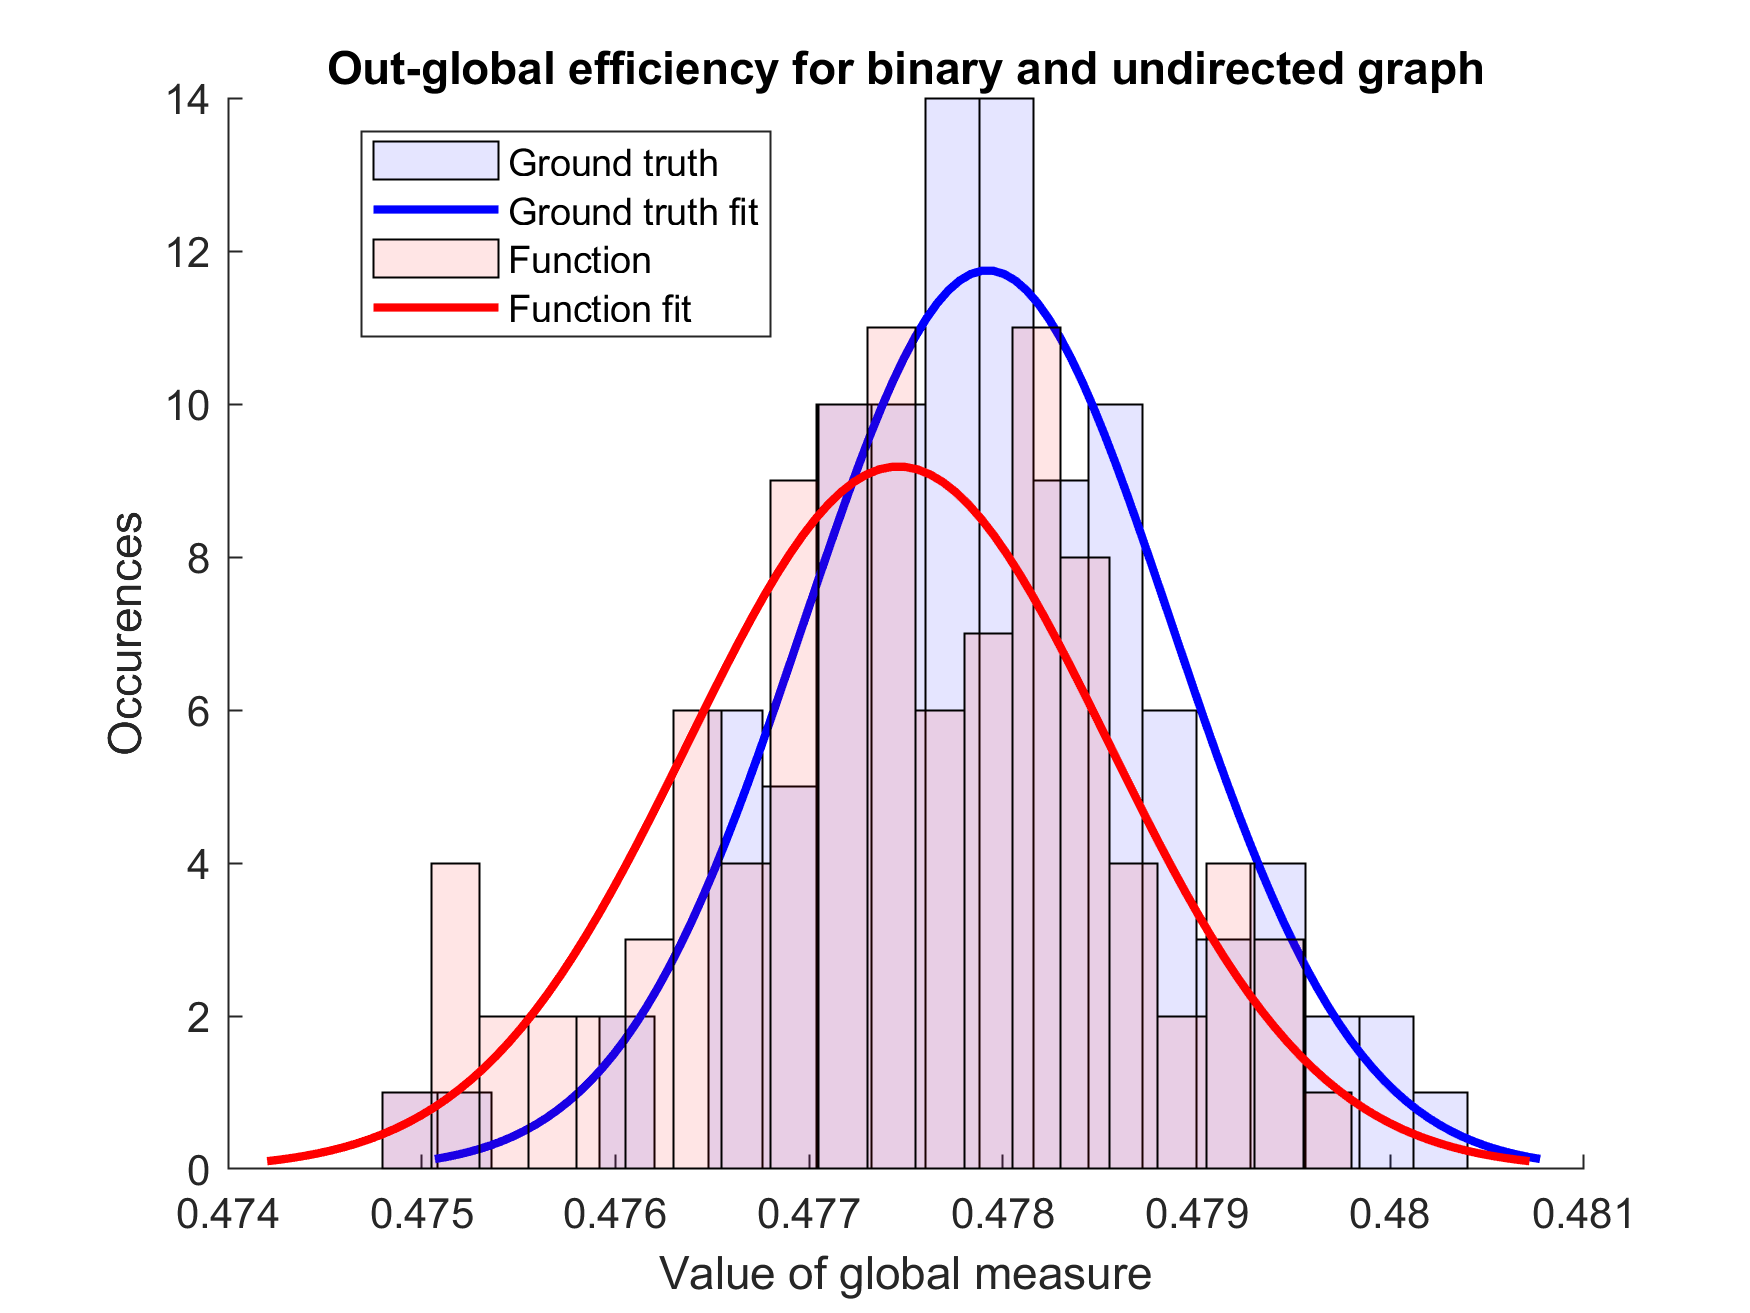 Out-global efficiency for binary and undirected graph
14
12
10
8
6
4
2
0
Ground truth
Ground truth fit
Function
Function fit
Occurences
0.474 0.475 0.476 0.477 0.478 0.479 0.48 0.481
Value of global measure